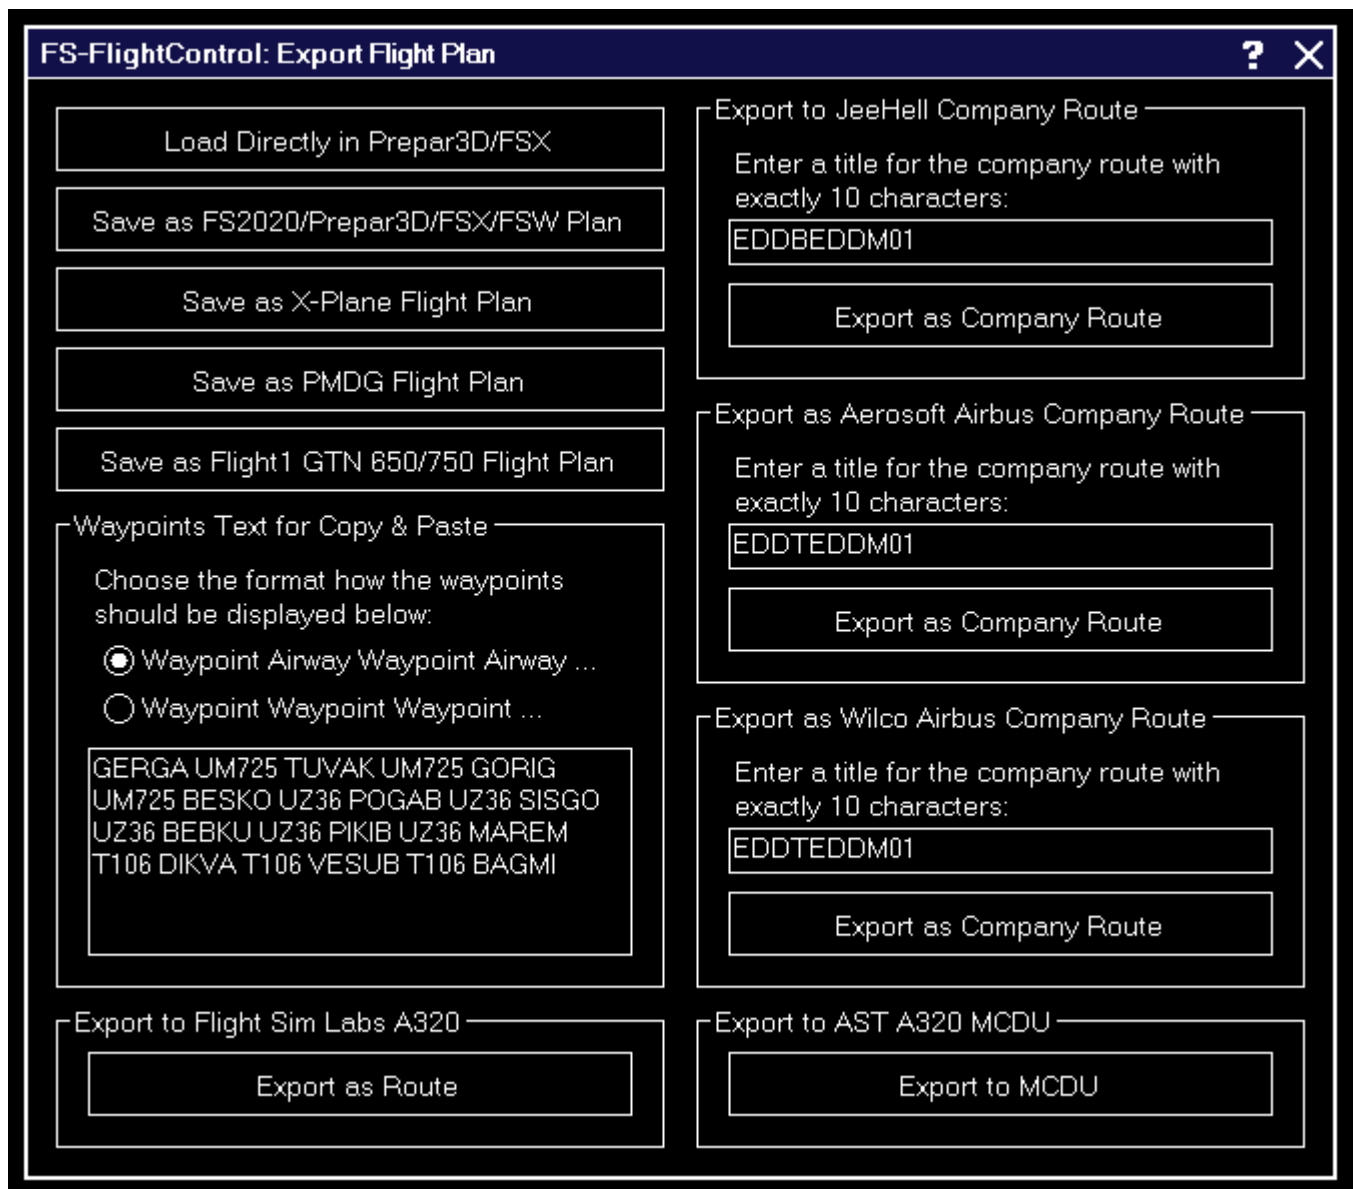 FS-FlightControl: Export Flight Plan
?
Load Directly in Prepar3D/FSX
Save as FS2020/Prepar3D/FSX/FSW Plan
Save as X-Plane Flight Plan
Save as PMDG Flight Plan
Save as Flight1 GTN 650/750 Flight Plan
Waypoints Text for Copy & Paste
Choose the format how the waypoints
should be displayed below:
Waypoint Airway Waypoint Airway ...
Waypoint Waypoint Waypoint ...
GERGA UM725 TUVAK UM725 GORIG
UM725 BESKO UZ36 POGAB UZ36 SISGO
UZ36 BEBKU UZ36 PIKIB UZ36 MAREM
T106 DIKVA T106 VESUB T106 BAGMI
Export to Flight Sim Labs A320
Export as Route
Export to JeeHell Company Route
Enter a title for the company route with
exactly 10 characters:
EDDBEDDM01
Export as Company Route
Export as Aerosoft Airbus Company Route
Enter a title for the company route with
exactly 10 characters:
EDDTEDDM01
Export as Company Route
Export as Wilco Airbus Company Route
Enter a title for the company route with
exactly 10 characters:
EDDTEDDM01
Export as Company Route
Export to AST A320 MCDU
Export to MCDU